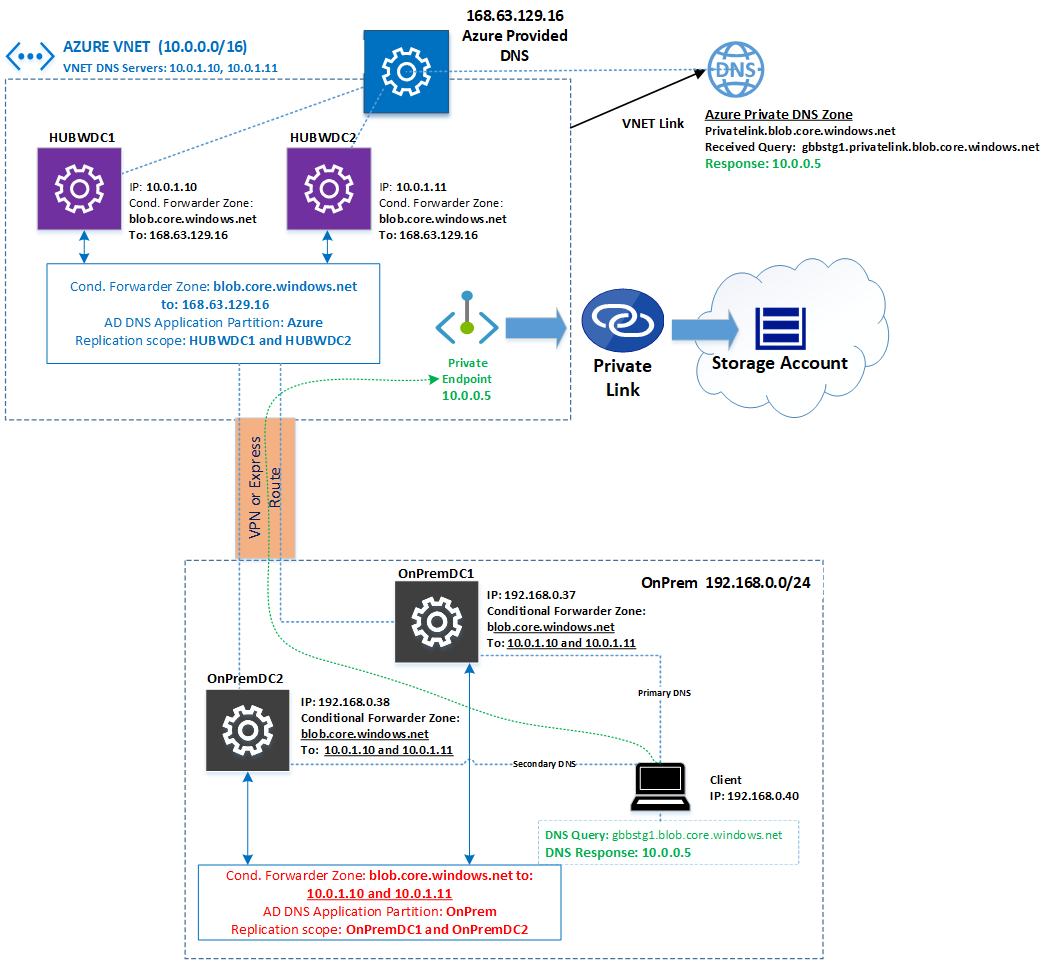 168.63.129.16
Azure Provided
DNS
AZURE VNET (10.0.0.0/16)
VNET DNS Servers: 10.0.1.10, 10.0.1.11
DNS
VNET Link
Azure Private DNS Zone
Privatelink.blob.core.windows.net
Received Query: gbbstg1.privatelink.blob.core.windows.net
Response: 10.0.0.5
HUBWDC1
IP: 10.0.1.10
Cond. Forwarder Zone:
blob.core.windows.net
To: 168.63.129.16
HUBWDC2
IP: 10.0.1.11
Cond. Forwarder Zone:
blob.core.windows.net
To: 168.63.129.16
Cond. Forwarder Zone: blob.core.windows.net
to: 168.63.129.16
AD DNS Application Partition: Azure
Replication scope: HUBWDC1 and HUBWDC2
Private
Endpoint
10.0.0.5
Private
Link
Storage Account
VPN or Express
Route
OnPrem 192.168.0.0/24
OnPremDC1
IP: 192.168.0.37
Conditional Forwarder Zone:
blob.core.windows.net
To: 10.0.1.10 and 10.0.1.11
Primary DNS
OnPremDC2
IP: 192.168.0.38
Conditional Forwarder Zone:
blob.core.windows.net
To: 10.0.1.10 and 10.0.1.11
Secondary DNS
Client
IP: 192.168.0.40
DNS Query: gbbstg1.blob.core.windows.net
DNS Response: 10.0.0.5
Cond. Forwarder Zone: blob.core.windows.net to:
10.0.1.10 and 10.0.1.11
AD DNS Application Partition: OnPrem
Replication scope: OnPremDC1 and OnPremDC2